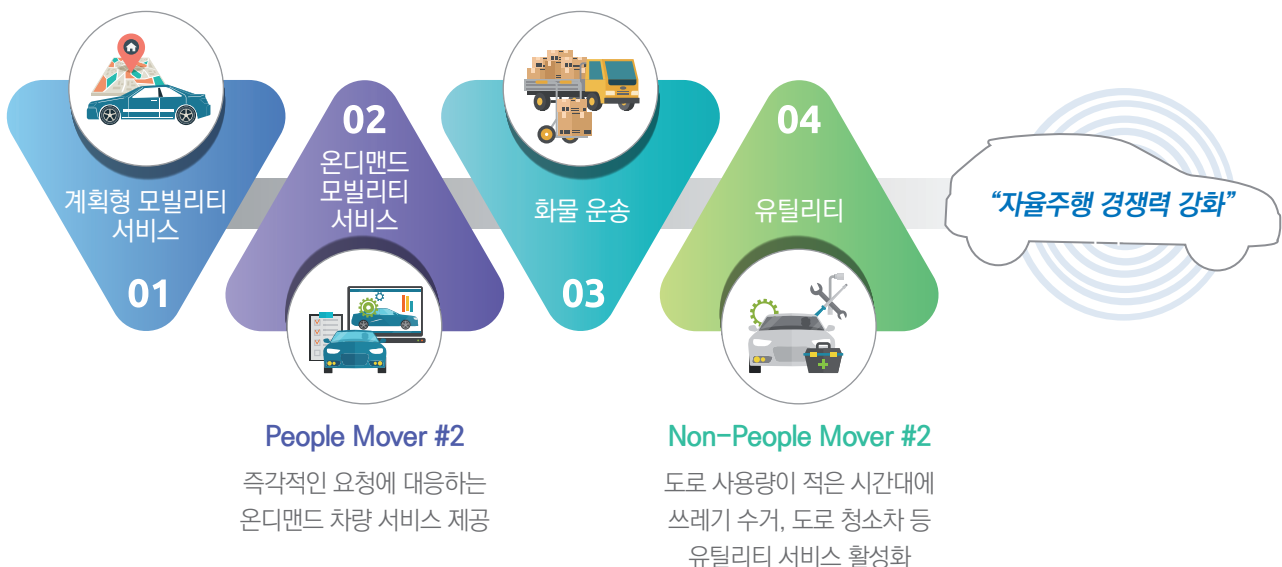 계획형 모빌리티
서비스
01
02
온디맨드
모빌리티
서비스
화물 운송
03
04
유틸리티
“자율주행 경쟁력 강화”
People Mover #2
즉각적인 요청에 대응하는
온디맨드 차량 서비스 제공
Non-People Mover #2
도로 사용량이 적은 시간대에
쓰레기 수거, 도로 청소차 등
유틸리티 서비스 활성화